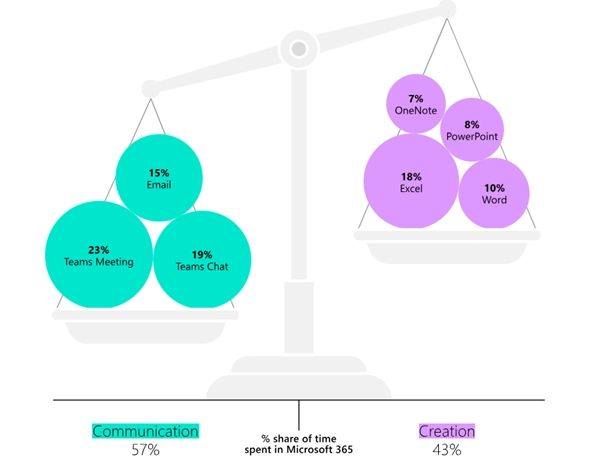 7%
OneNote
8%
PowerPoint
15%
Email
18%
Excel
10%
Word
23%
Teams Meeting
19%
Teams Chat
Communication
57%
% share of time
spent in Microsoft 365
Creation
43%